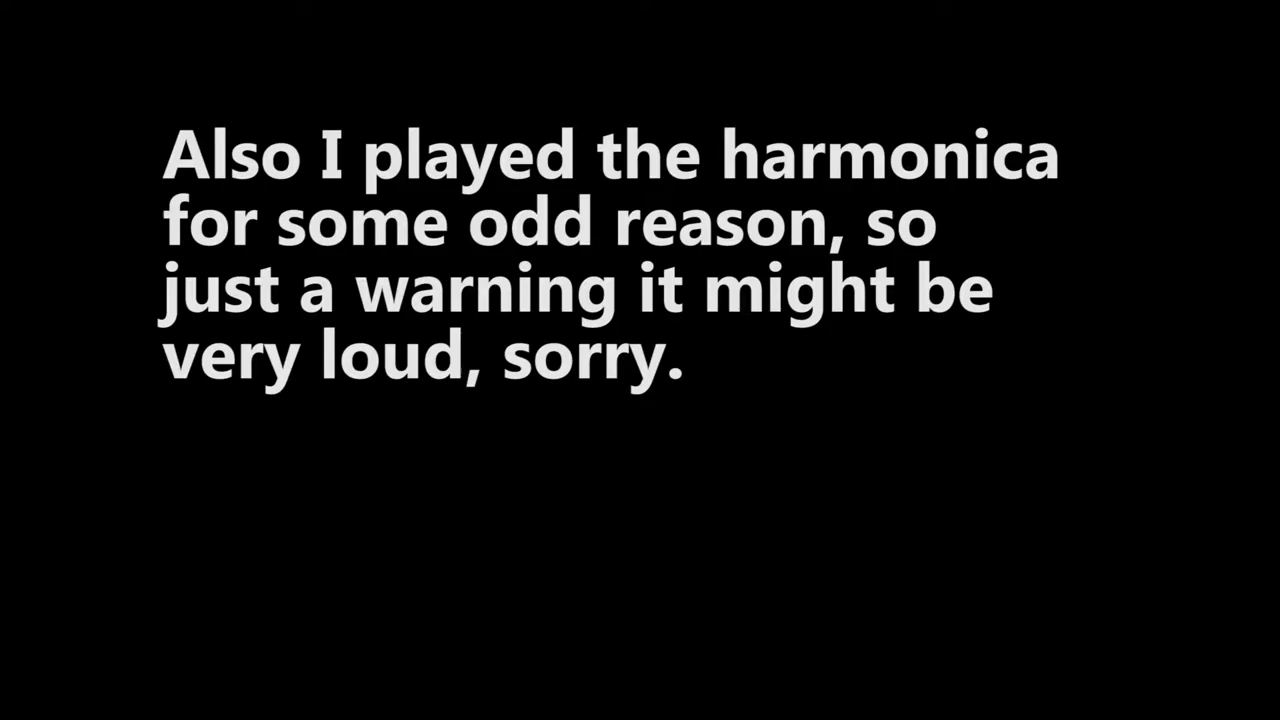 Also I played the harmonica
for some odd reason, so
just a warning it might be
very loud, sorry.